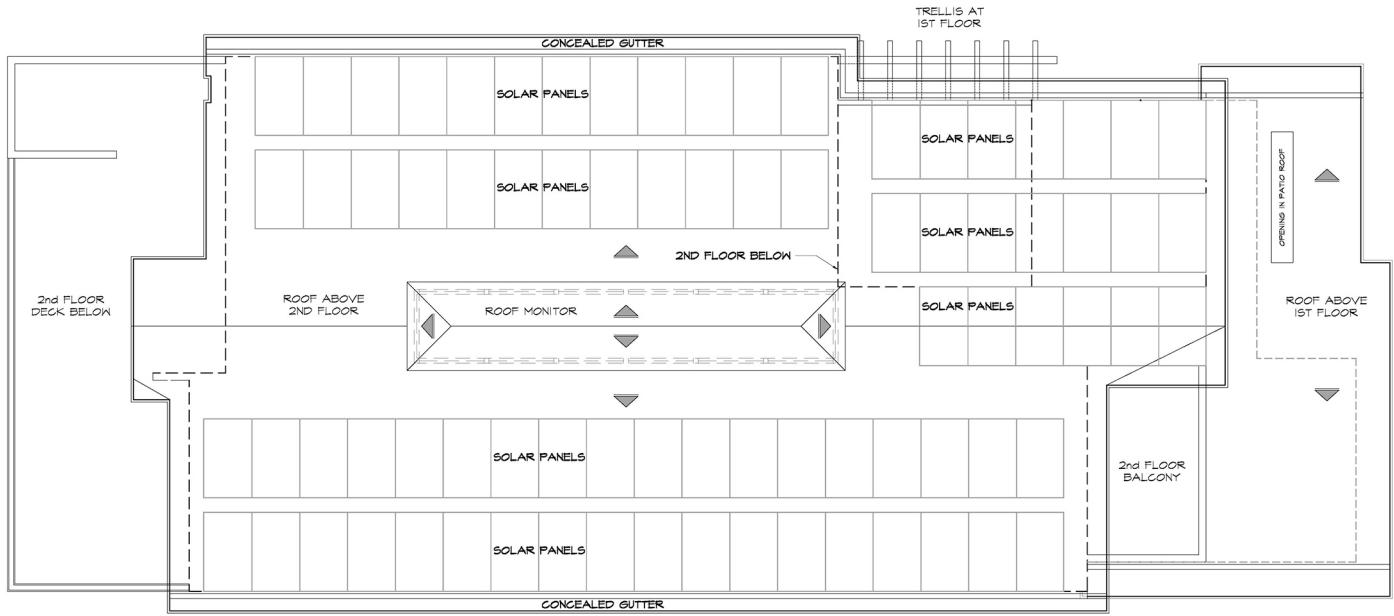 TRELLIS AT
1ST FLOOR
CONCEALED GUTTER
SOLAR PANELS
SOLAR PANELS
SOLAR PANELS
SOLAR PANELS
OPENING IN PATIO ROOF
2ND FLOOR BELOW
2nd FLOOR
DECK BELOW
ROOF ABOVE
2ND FLOOR
ROOF MONITOR
SOLAR PANELS
ROOF ABOVE
1ST FLOOR
SOLAR PANELS
2nd FLOOR
BALCONY
SOLAR PANELS
CONCEALED GUTTER